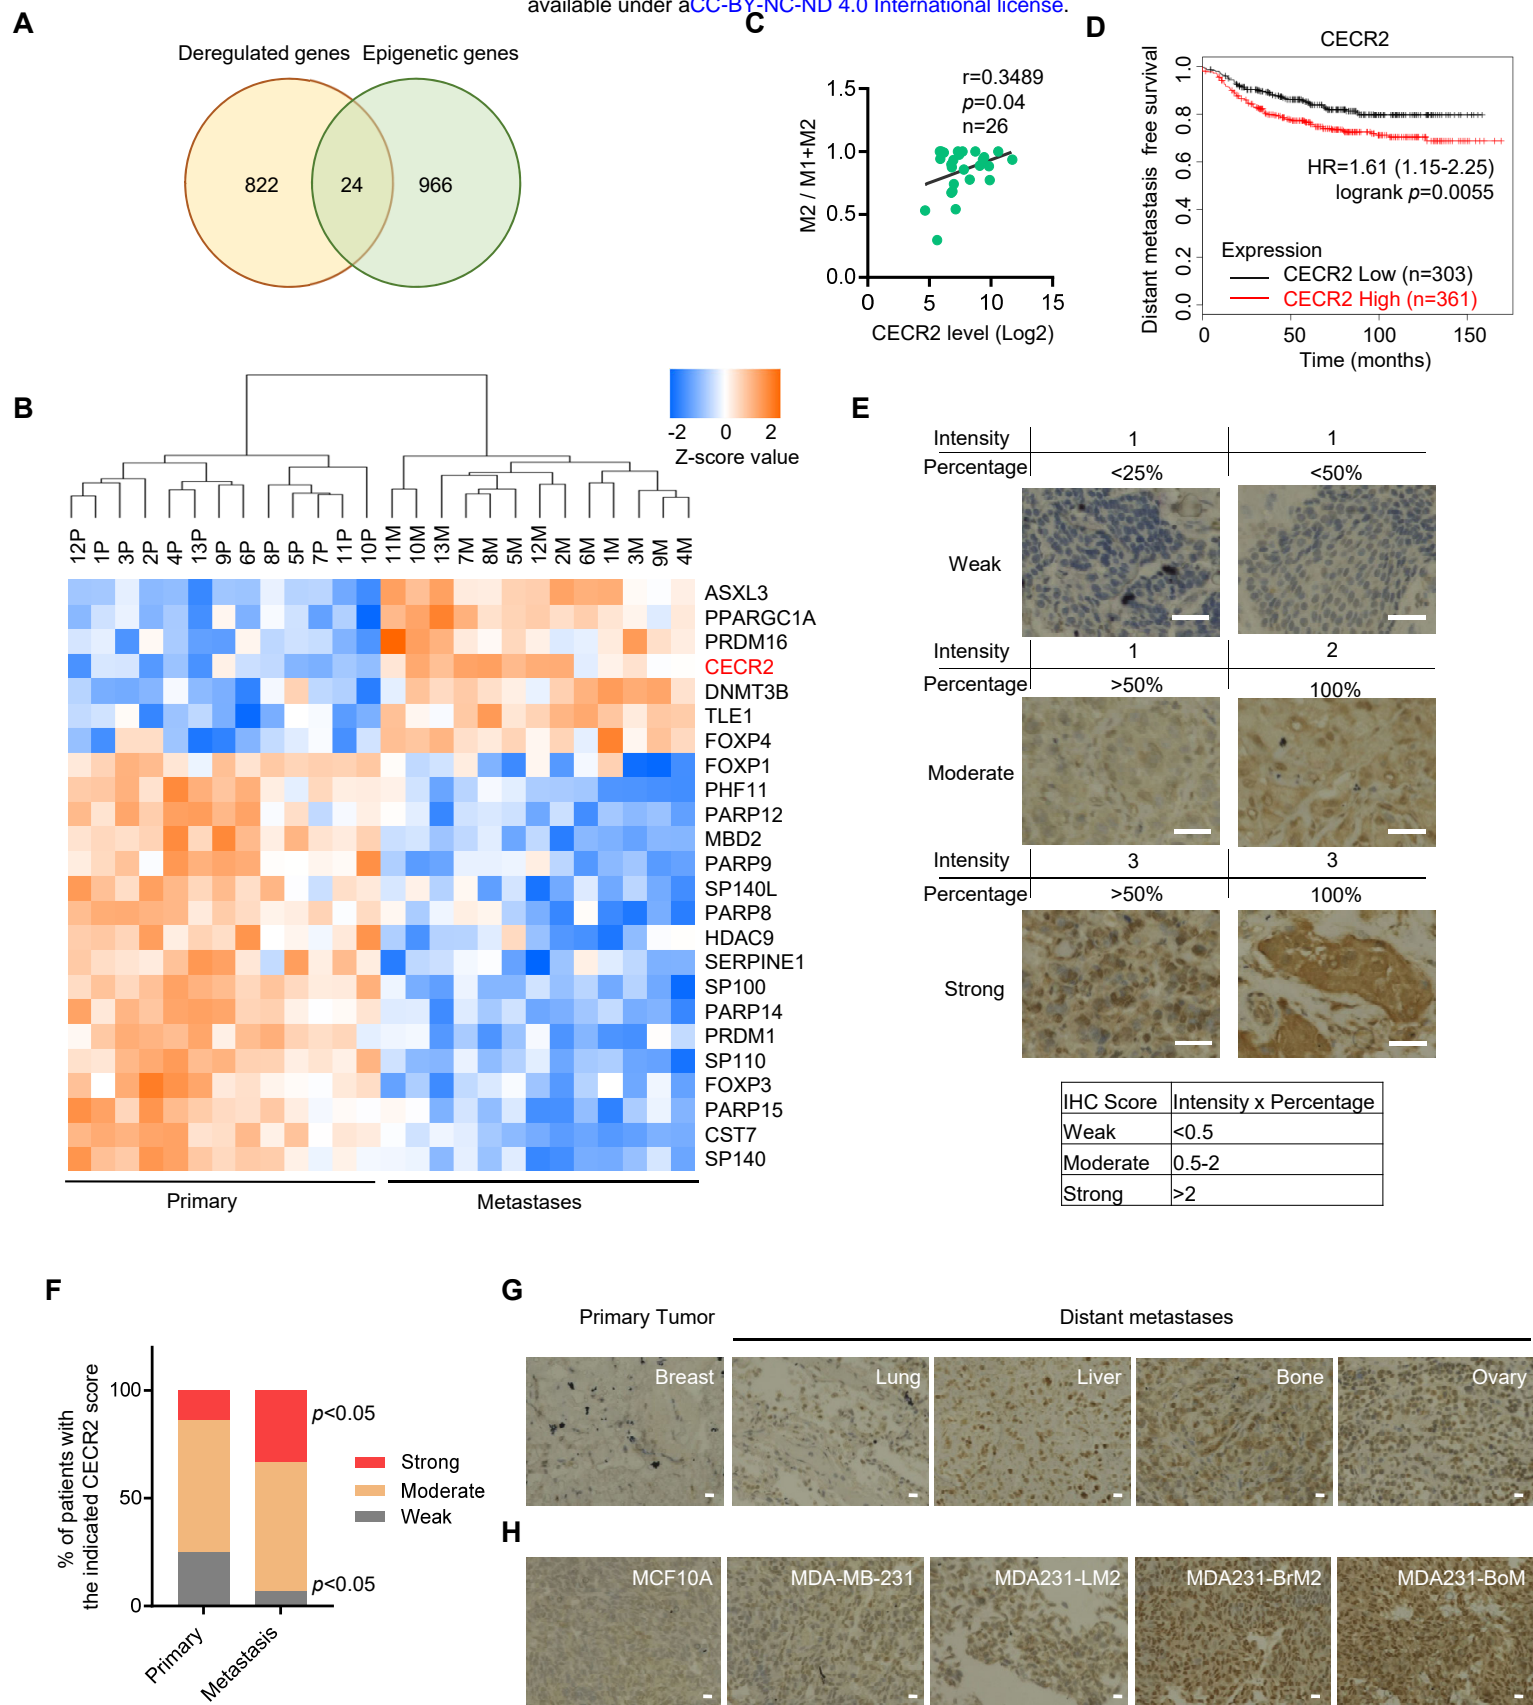 available under aCC-BY-NC-ND 4.0 International license.
A
Deregulated genes Epigenetic genes
822 24 966
C
M2 / M1+M2
1.5
1.0
0.5
0.0
r=0.3489
p=0.04
n=26
0 5 10 15
CECR2 level (Log2)
D
CECR2
Distant metastasis free survival
1.0
0.8
0.6
0.4
0.2
0.0
HR=1.61 (1.15-2.25)
logrank p=0.0055
Expression
CECR2 Low (n=303)
CECR2 High (n=361)
0 50 100 150
Time (months)
B
-2 0 2
Z-score value
12P 1P 3P 2P 4P 13P 9P 6P 8P 5P 7P 11P 10P 11M 10M 13M 7M 8M 5M 12M 2M 6M 1M 3M 9M 4M
ASXL3
PPARGC1A
PRDM16
CECR2
DNMT3B
TLE1
FOXP4
FOXP1
PHF11
PARP12
MBD2
PARP9
SP140L
PARP8
HDAC9
SERPINE1
SP100
PARP14
PRDM1
SP110
FOXP3
PARP15
CST7
SP140
Primary Metastases
E
Intensity 1 1
Percentage <25% <50%
Weak
Intensity 1 2
Percentage >50% 100%
Moderate
Intensity 3 3
Percentage >50% 100%
Strong
IHC Score Intensity x Percentage
Weak <0.5
Moderate 0.5-2
Strong >2
F
% of patients with
the indicated CECR2 score
100
50
0
p<0.05
p<0.05
Strong
Moderate
Weak
Primary
Metastasis
G
Primary Tumor Distant metastases
Breast Lung Liver Bone Ovary
H
MCF10A MDA-MB-231 MDA231-LM2 MDA231-BrM2 MDA231-BoM